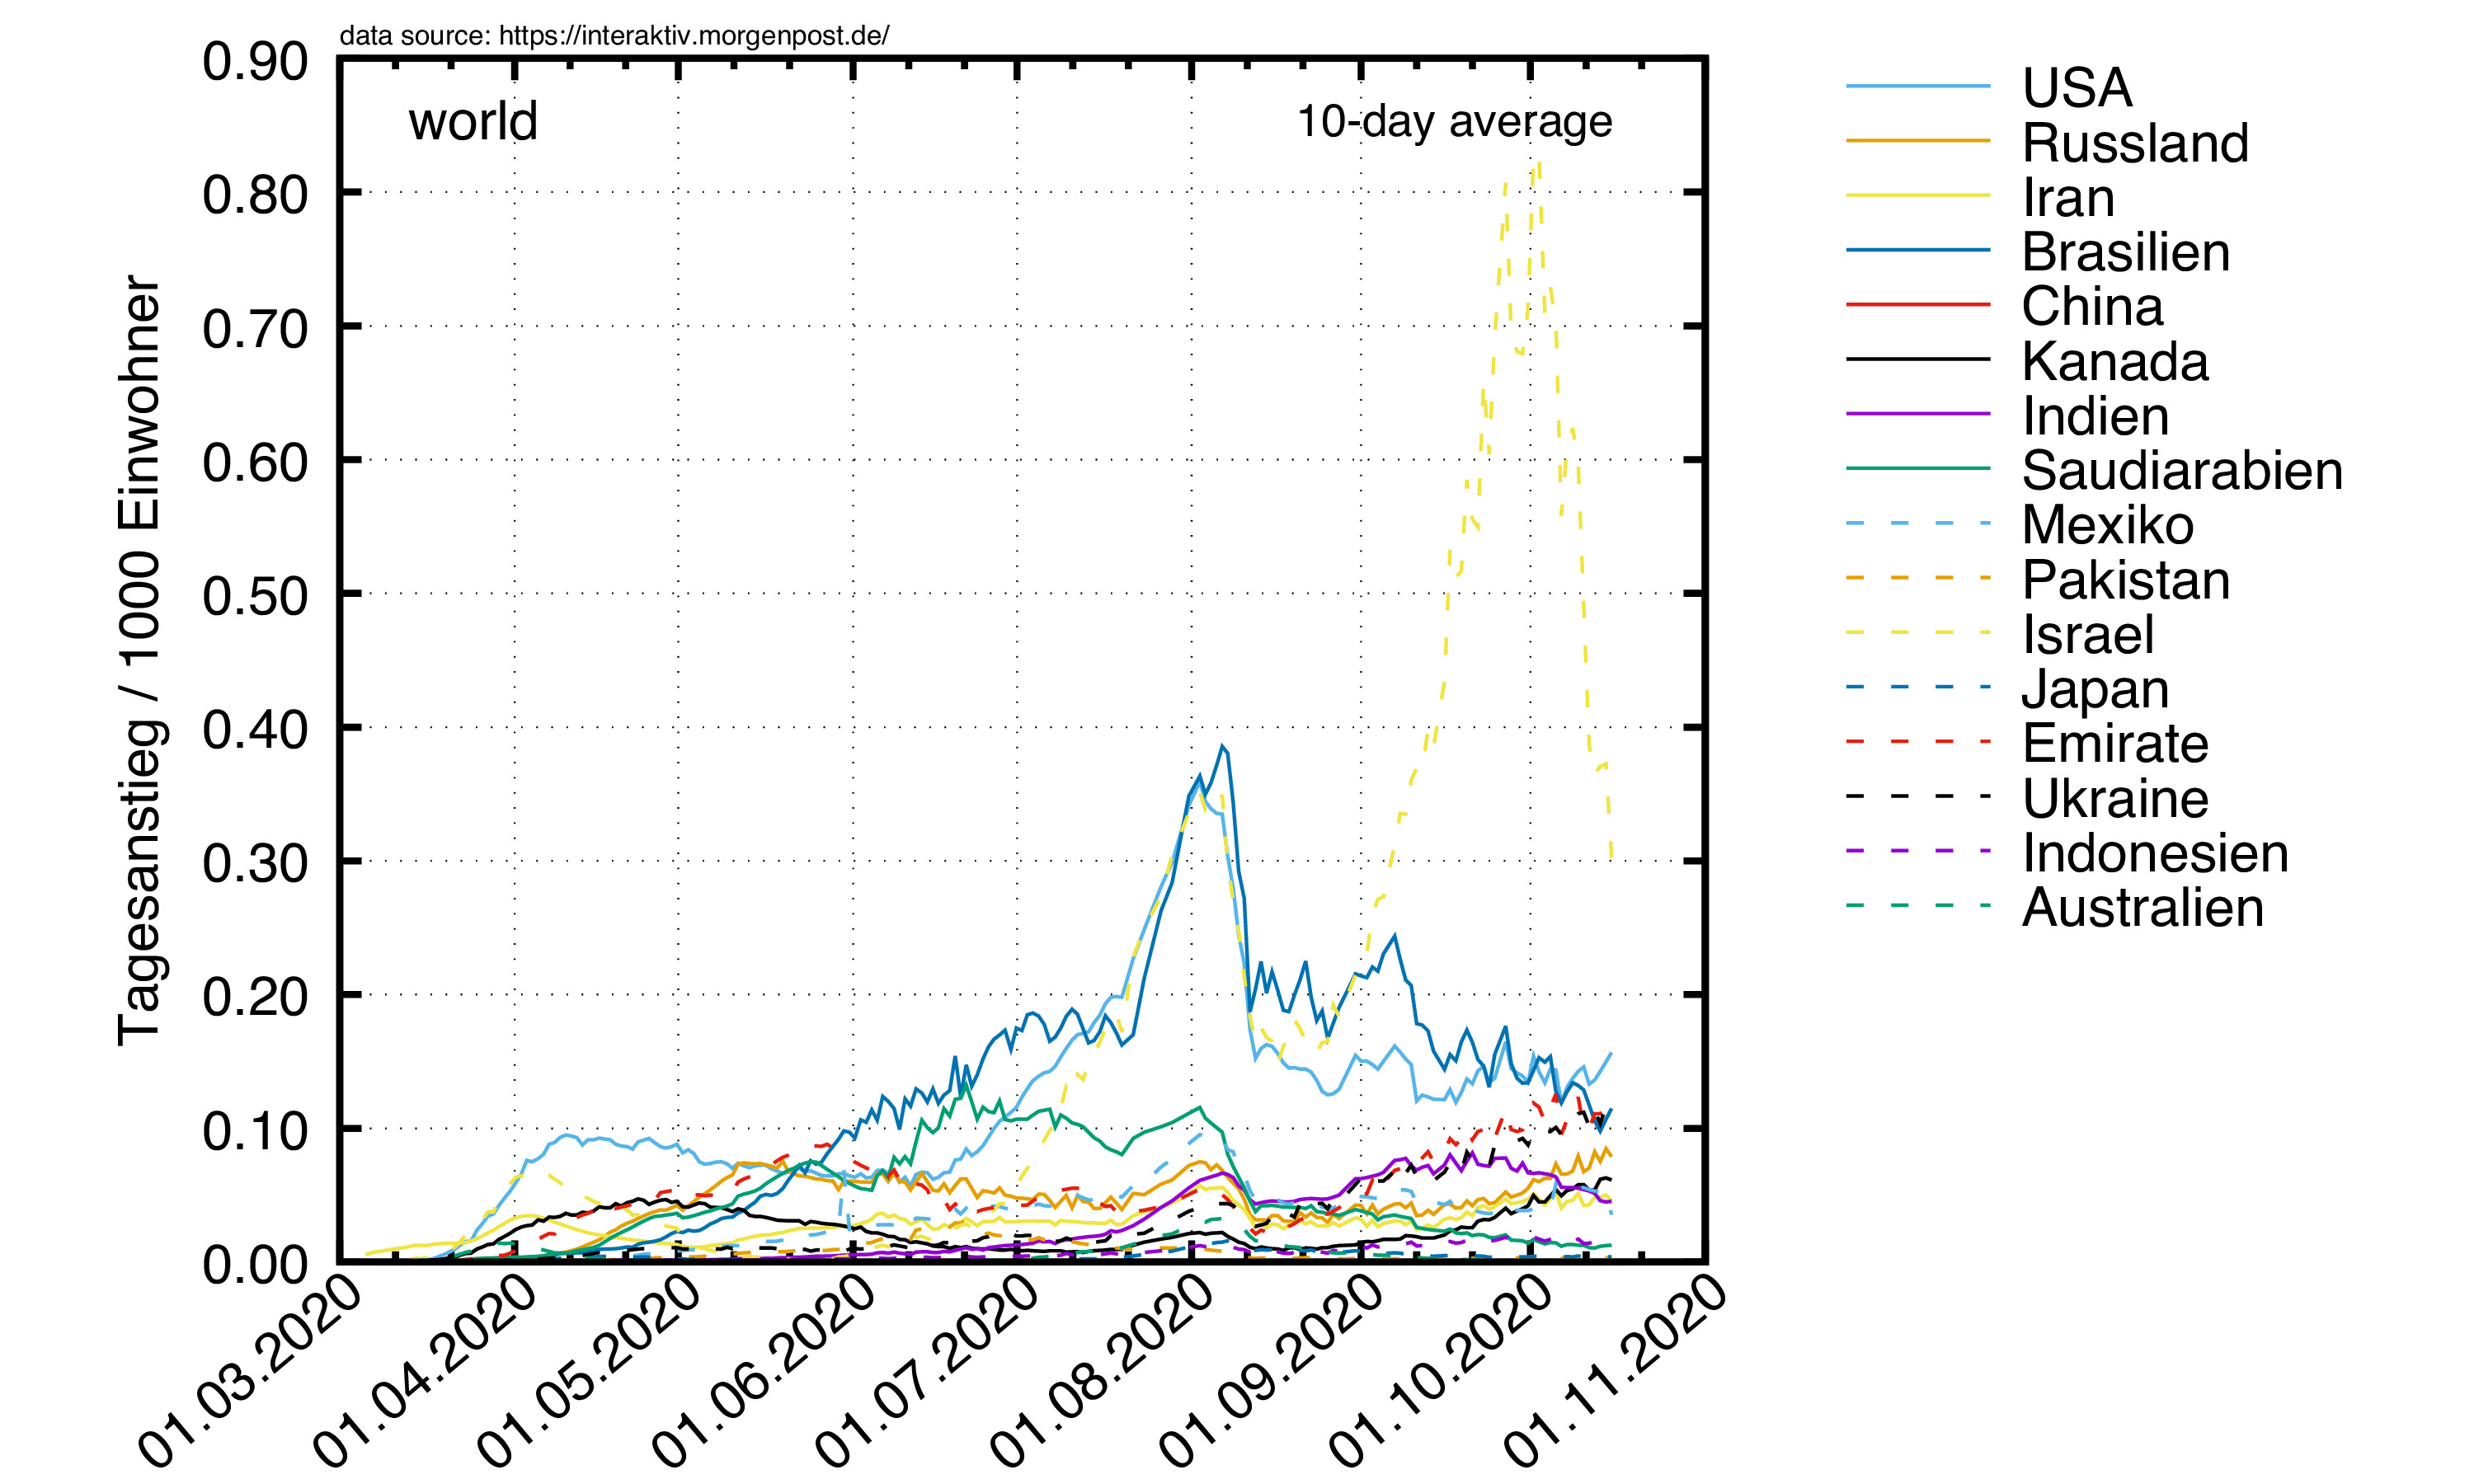 data source: https://interaktiv.morgenpost.de/
world
10-day average
Tagesanstieg / 1000 Einwohner
0.90
0.80
0.70
0.60
0.50
0.40
0.30
0.20
0.10
0.00
01.03.2020
01.04.2020
01.05.2020
01.06.2020
01.07.2020
01.08.2020
01.09.2020
01.10.2020
01.11.2020
USA
Russland
Iran
Brasilien
China
Kanada
Indien
Saudiarabien
Mexiko
Pakistan
Israel
Japan
Emirate
Ukraine
Indonesien
Australien